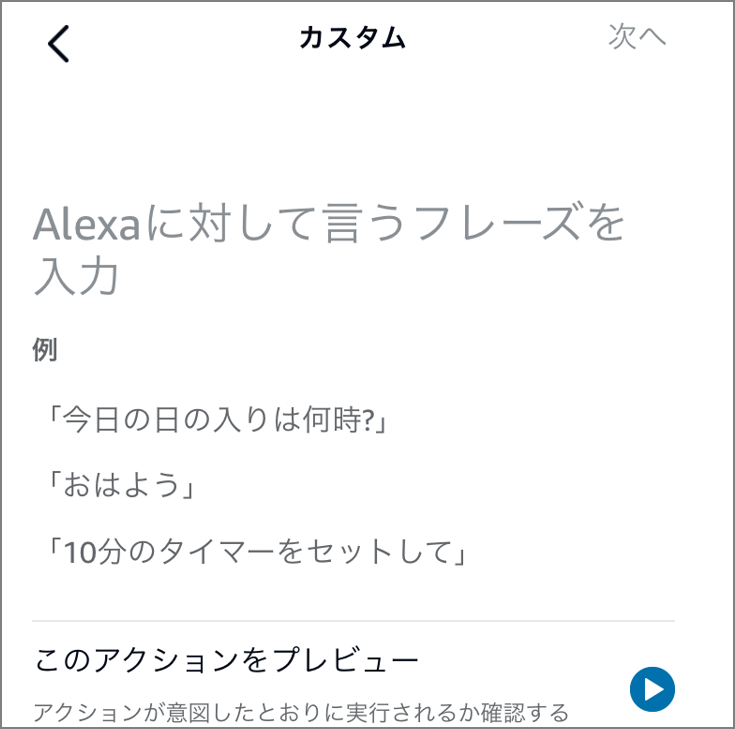 カスタム
次へ
Alexaに対して言うフレーズを
入力
例
「今日の日の入りは何時?」
「おはよう」
「10分のタイマーをセットして」
このアクションをプレビュー
アクションが意図したとおりに実行されるか確認する